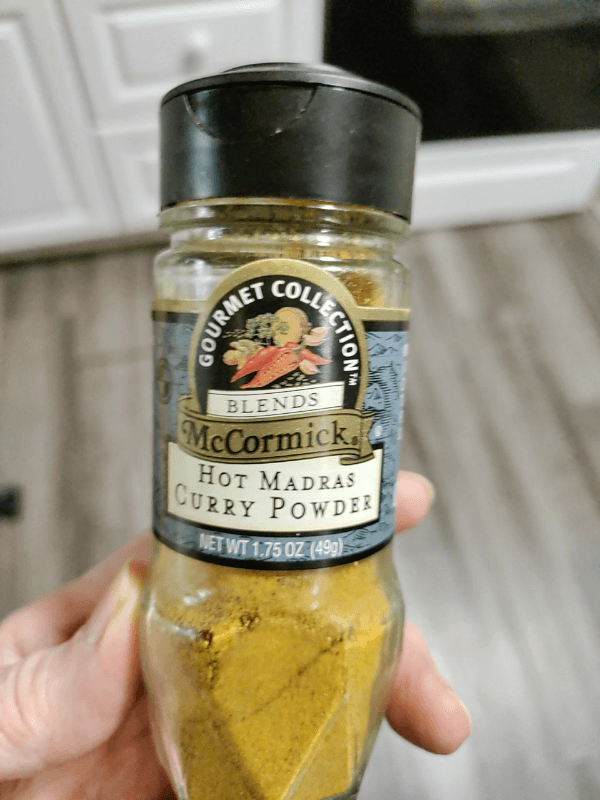 GOURMET COLLECTION™
BLENDS
McCormick®
HOT MADRAS
CURRY POWDER
NET WT 1.75 OZ (49g)